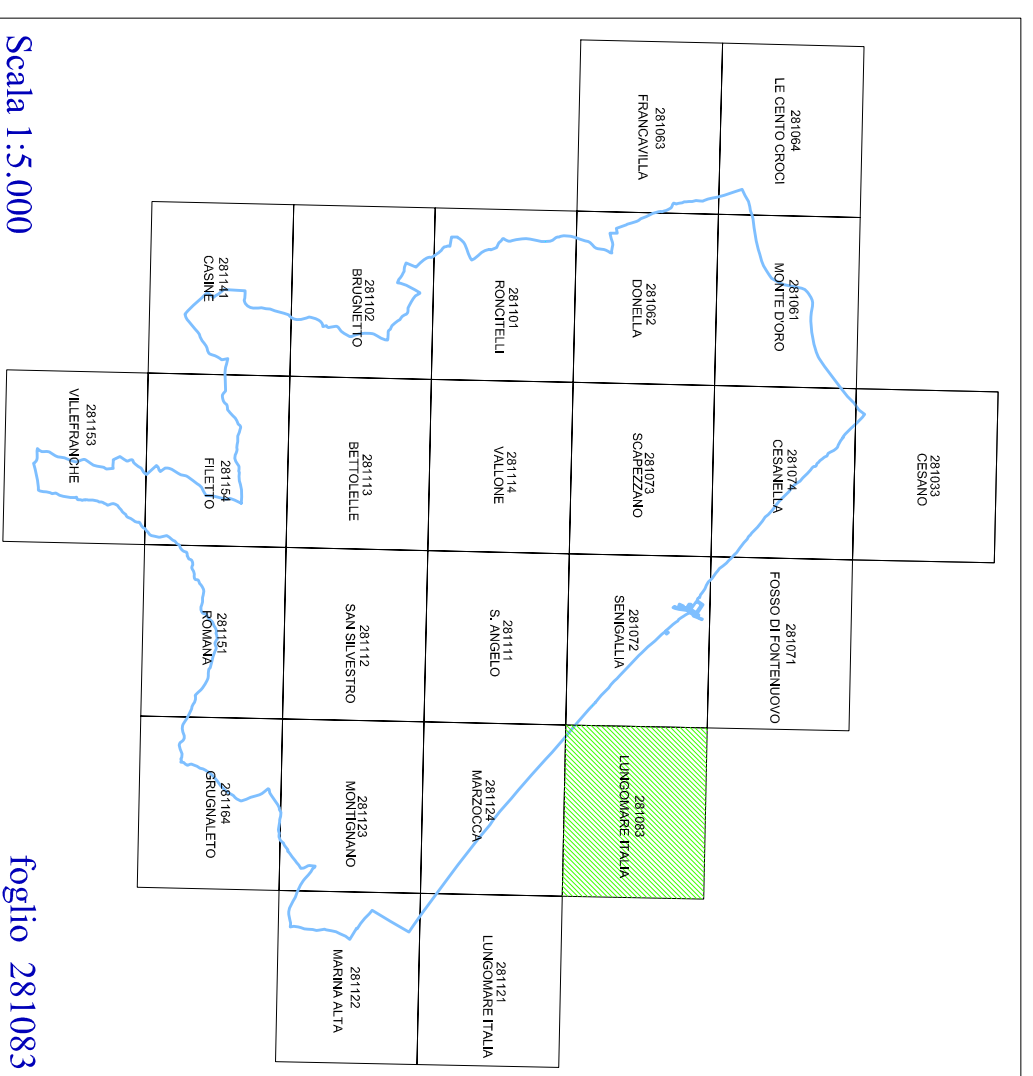 281033
CESANO
281064
LE CENTO CROCI
281061
MONTE D'ORO
281074
CESANELLA
281071
FOSSO DI FONTENUOVO
281063
FRANCAVILLA
281062
DONELLA
281073
SCAPEZZANO
281072
SENIGALLIA
281083
LUNGOMARE ITALIA
281101
RONCITELLI
281114
VALLONE
281111
S. ANGELO
281124
MARZOCCA
281121
LUNGOMARE ITALIA
281102
BRUGNETTO
281113
BETTOLELLE
281112
SAN SILVESTRO
281123
MONTIGNANO
281122
MARINA ALTA
281141
CASINE
281154
FILETTO
281151
ROMANA
281164
GRUGNALETO
281153
VILLEFRANCHE
Scala 1:5.000
foglio 281083